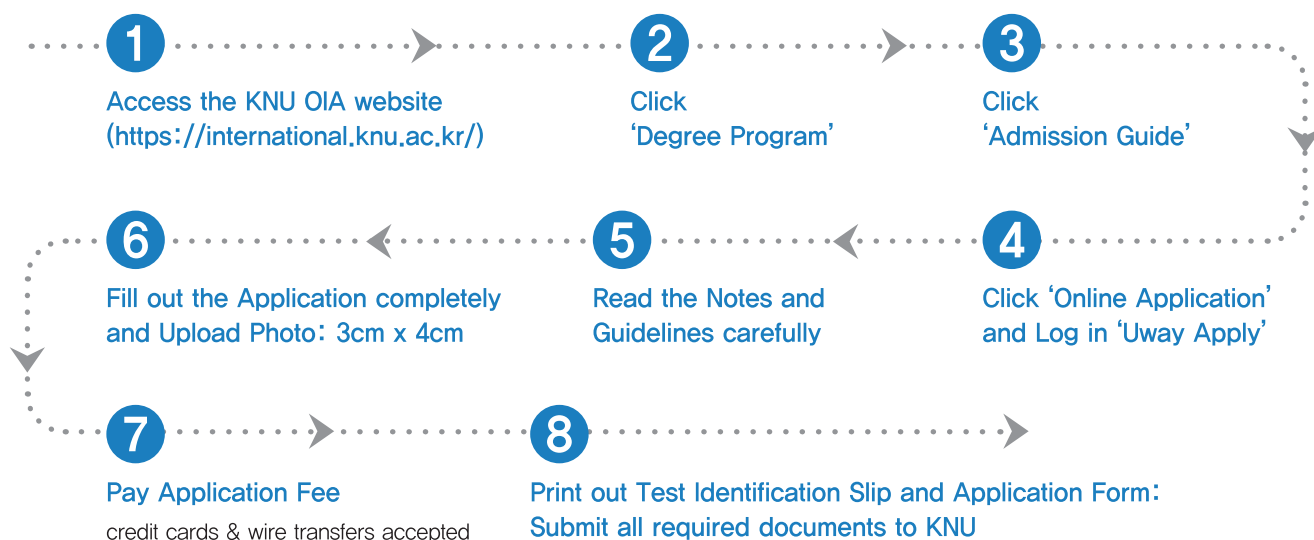 1
Access the KNU OIA website
(https://international.knu.ac.kr/)
2
Click
‘Degree Program’
3
Click
‘Admission Guide’
4
Click ‘Online Application’
and Log in ‘Uway Apply’
5
Read the Notes and
Guidelines carefully
6
Fill out the Application completely
and Upload Photo: 3cm x 4cm
7
Pay Application Fee
credit cards & wire transfers accepted
8
Print out Test Identification Slip and Application Form:
Submit all required documents to KNU